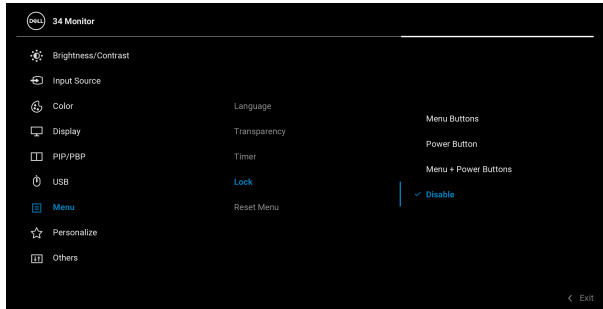 DELL
34 Monitor
Brightness/Contrast
Input Source
Color
Display
PIP/PBP
USB
Menu
Personalize
Others
Language
Transparency
Timer
Lock
Reset Menu
Menu Buttons
Power Button
Menu + Power Buttons
Disable
Exit